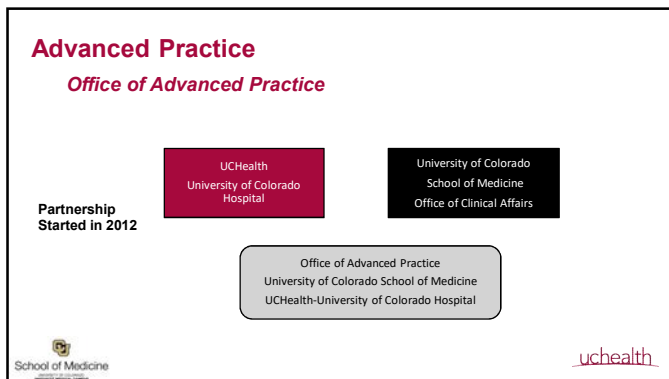 Advanced Practice
Office of Advanced Practice
UCHealth
University of Colorado
Hospital
University of Colorado
School of Medicine
Office of Clinical Affairs
Partnership
Started in 2012
Office of Advanced Practice
University of Colorado School of Medicine
UCHealth-University of Colorado Hospital
School of Medicine
uchealth